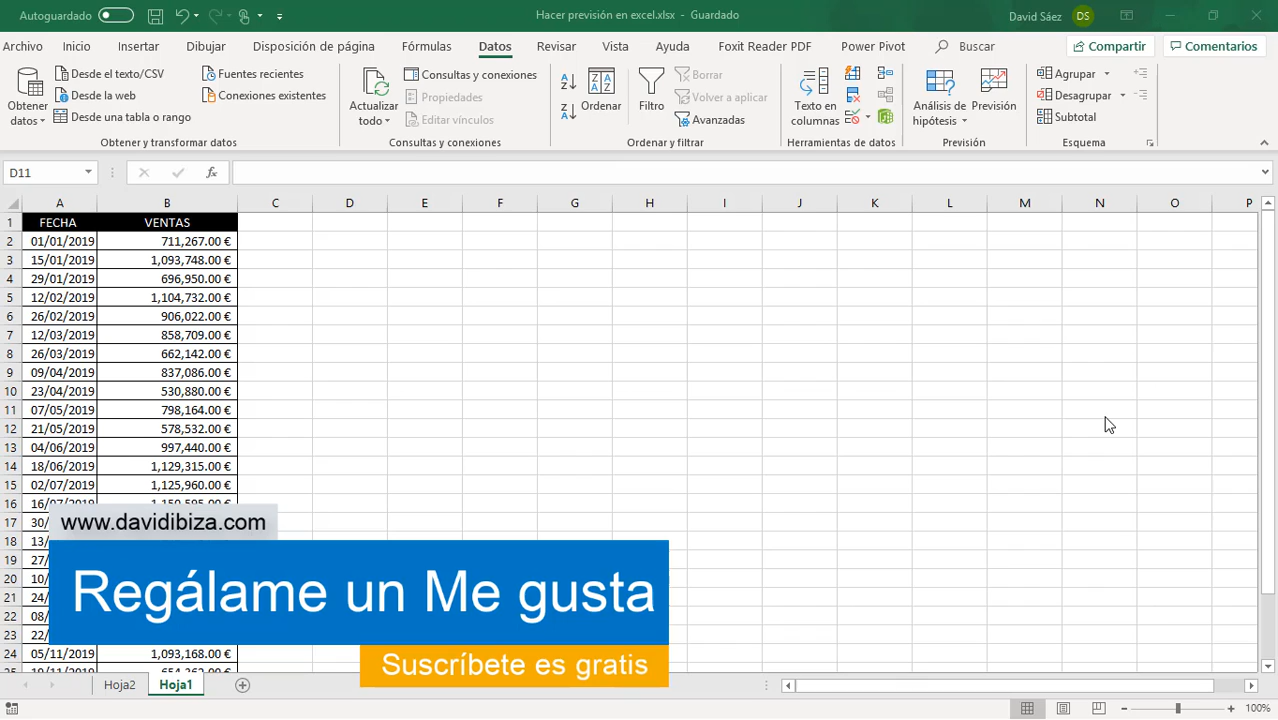 Autoguardado
Hacer previsión en excel.xlsx - Guardado
David Sáez DS
Archivo Inicio Insertar Dibujar Disposición de página Fórmulas Datos Revisar Vista Ayuda Foxit Reader PDF Power Pivot Buscar Compartir Comentarios
Obtener datos
Desde el texto/CSV
Desde la web
Desde una tabla o rango
Fuentes recientes
Conexiones existentes
Obtener y transformar datos
Actualizar todo
Consultas y conexiones
Propiedades
Editar vínculos
Consultas y conexiones
Ordenar
Filtro
Borrar
Volver a aplicar
Avanzadas
Ordenar y filtrar
Texto en columnas
Herramientas de datos
Análisis de hipótesis
Previsión
Previsión
Agrupar
Desagrupar
Subtotal
Esquema
D11 fx
A B C D E F G H I J K L M N O P
1 FECHA VENTAS
2 01/01/2019 711,267.00 €
3 15/01/2019 1,093,748.00 €
4 29/01/2019 696,950.00 €
5 12/02/2019 1,104,732.00 €
6 26/02/2019 906,022.00 €
7 12/03/2019 858,709.00 €
8 26/03/2019 662,142.00 €
9 09/04/2019 837,086.00 €
10 23/04/2019 530,880.00 €
11 07/05/2019 798,164.00 €
12 21/05/2019 578,532.00 €
13 04/06/2019 997,440.00 €
14 18/06/2019 1,129,315.00 €
15 02/07/2019 1,125,960.00 €
16
17 30/
18 13/
19 27/
20 10/
21 24/
22 08/
23 22/
24 05/11/2019 1,093,168.00 €
www.davidibiza.com
Regálame un Me gusta
Suscríbete es gratis
Hoja2 Hoja1
100%